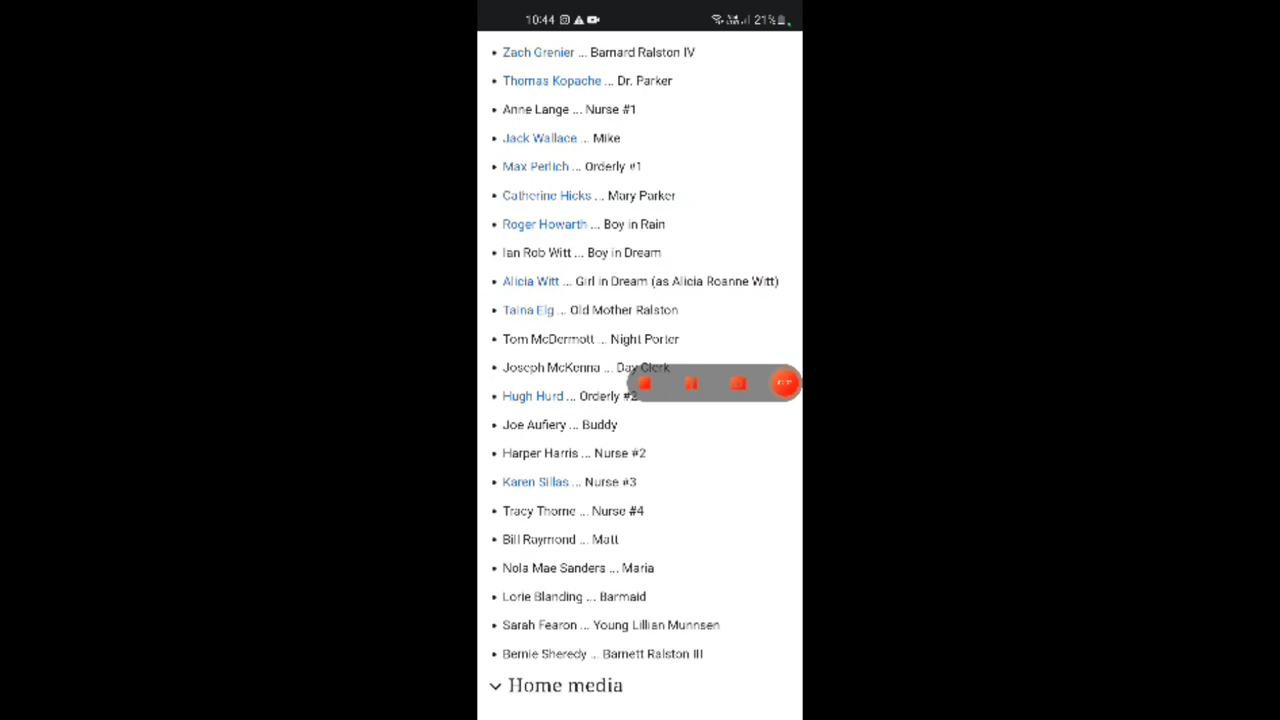 10:44 21%
Zach Grenier ... Barnard Ralston IV
Thomas Kopache ... Dr. Parker
Anne Lange ... Nurse #1
Jack Wallace ... Mike
Max Perlich ... Orderly #1
Catherine Hicks ... Mary Parker
Roger Howarth ... Boy in Rain
Ian Rob Witt ... Boy in Dream
Alicia Witt ... Girl in Dream (as Alicia Roanne Witt)
Taina Elg ... Old Mother Ralston
Tom McDermott ... Night Porter
Joseph McKenna ... Day Clerk
Hugh Hurd ... Orderly #2
Joe Aufiery ... Buddy
Harper Harris ... Nurse #2
Karen Sillas ... Nurse #3
Tracy Thorne ... Nurse #4
Bill Raymond ... Matt
Nola Mae Sanders ... Maria
Lorie Blanding ... Barmaid
Sarah Fearon ... Young Lillian Munnsen
Bernie Sheredy ... Barnett Ralston III
Home media